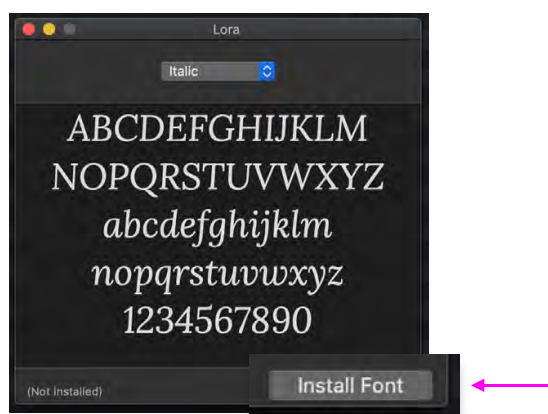 Lora
Italic
ABCDEFGHIJKLM
NOPQRSTUVWXYZ
abcdefghijklm
nopqrstuvwxyz
1234567890
(Not installed)
Install Font